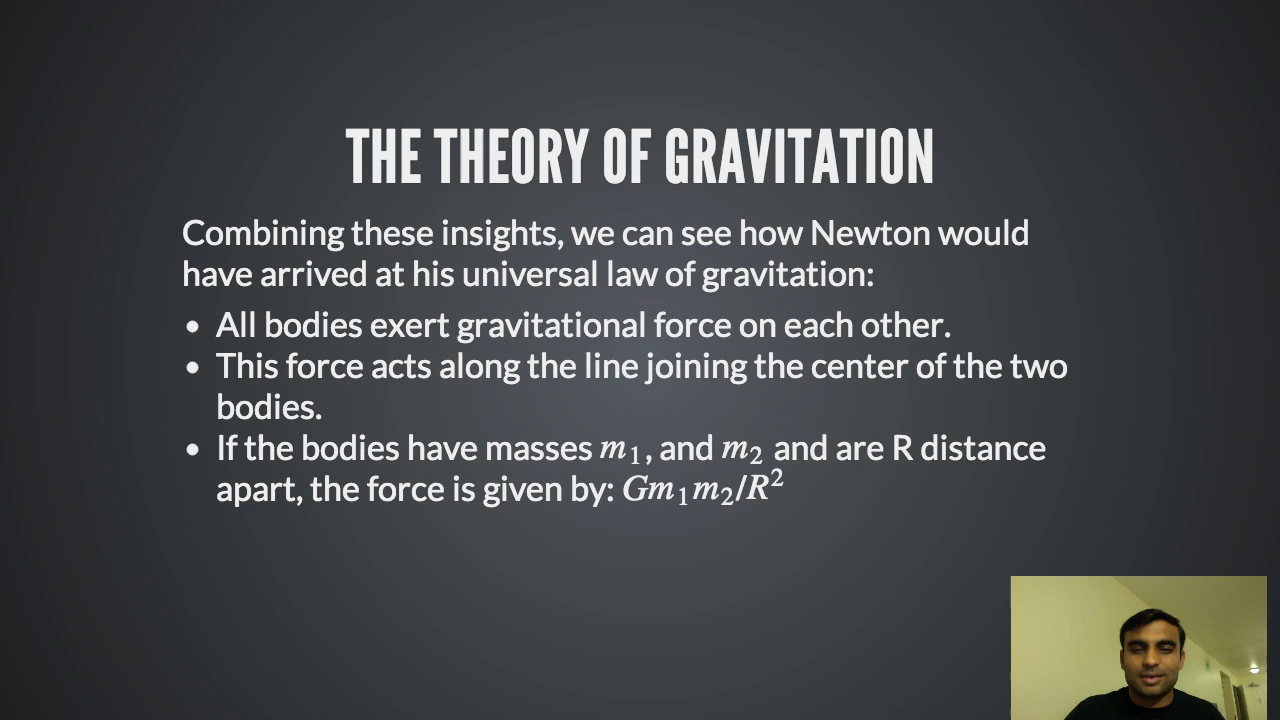 THE THEORY OF GRAVITATION
Combining these insights, we can see how Newton would
have arrived at his universal law of gravitation:
• All bodies exert gravitational force on each other.
• This force acts along the line joining the center of the two
bodies.
• If the bodies have masses m₁, and m₂ and are R distance
apart, the force is given by: Gm₁m₂/R²